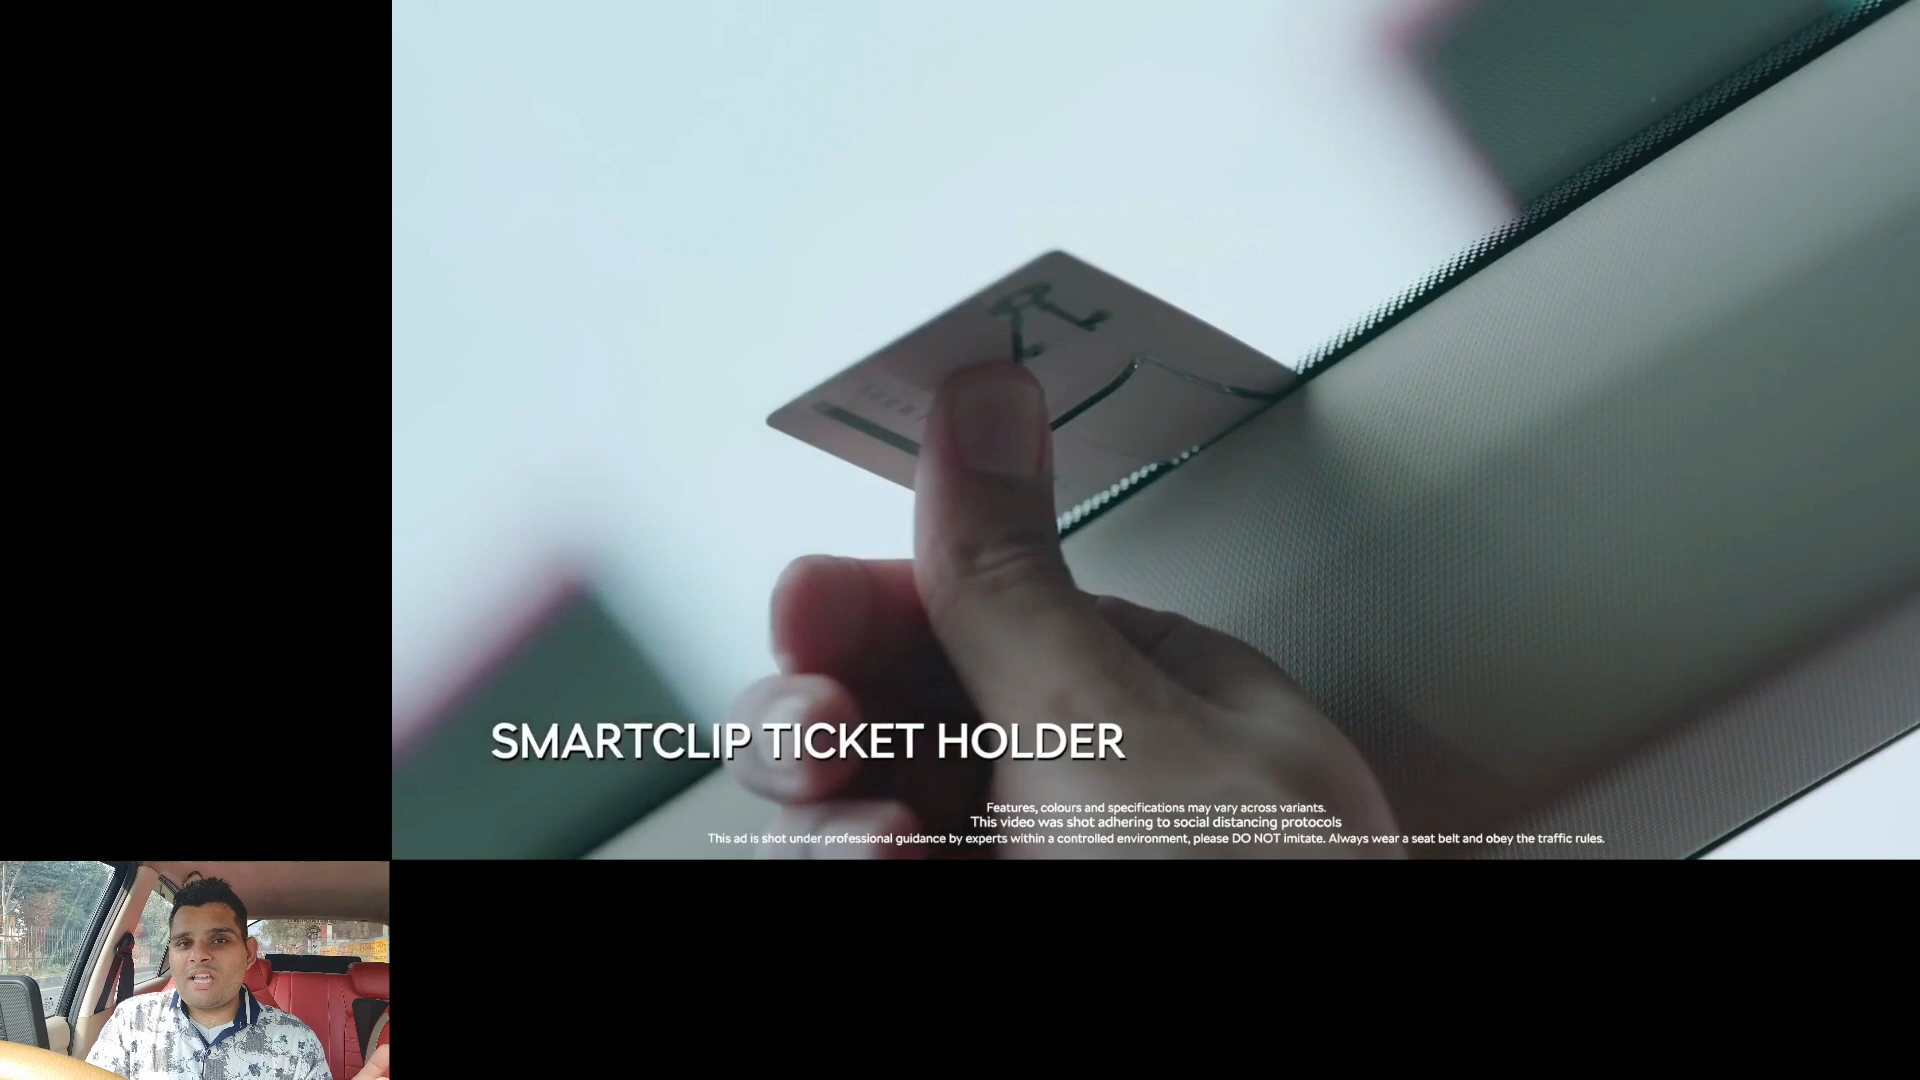 SMARTCLIP TICKET HOLDER
Features, colours and specifications may vary across variants.
This video was shot adhering to social distancing protocols
This ad is shot under professional guidance by experts within a controlled environment, please DO NOT imitate. Always wear a seat belt and obey the traffic rules.